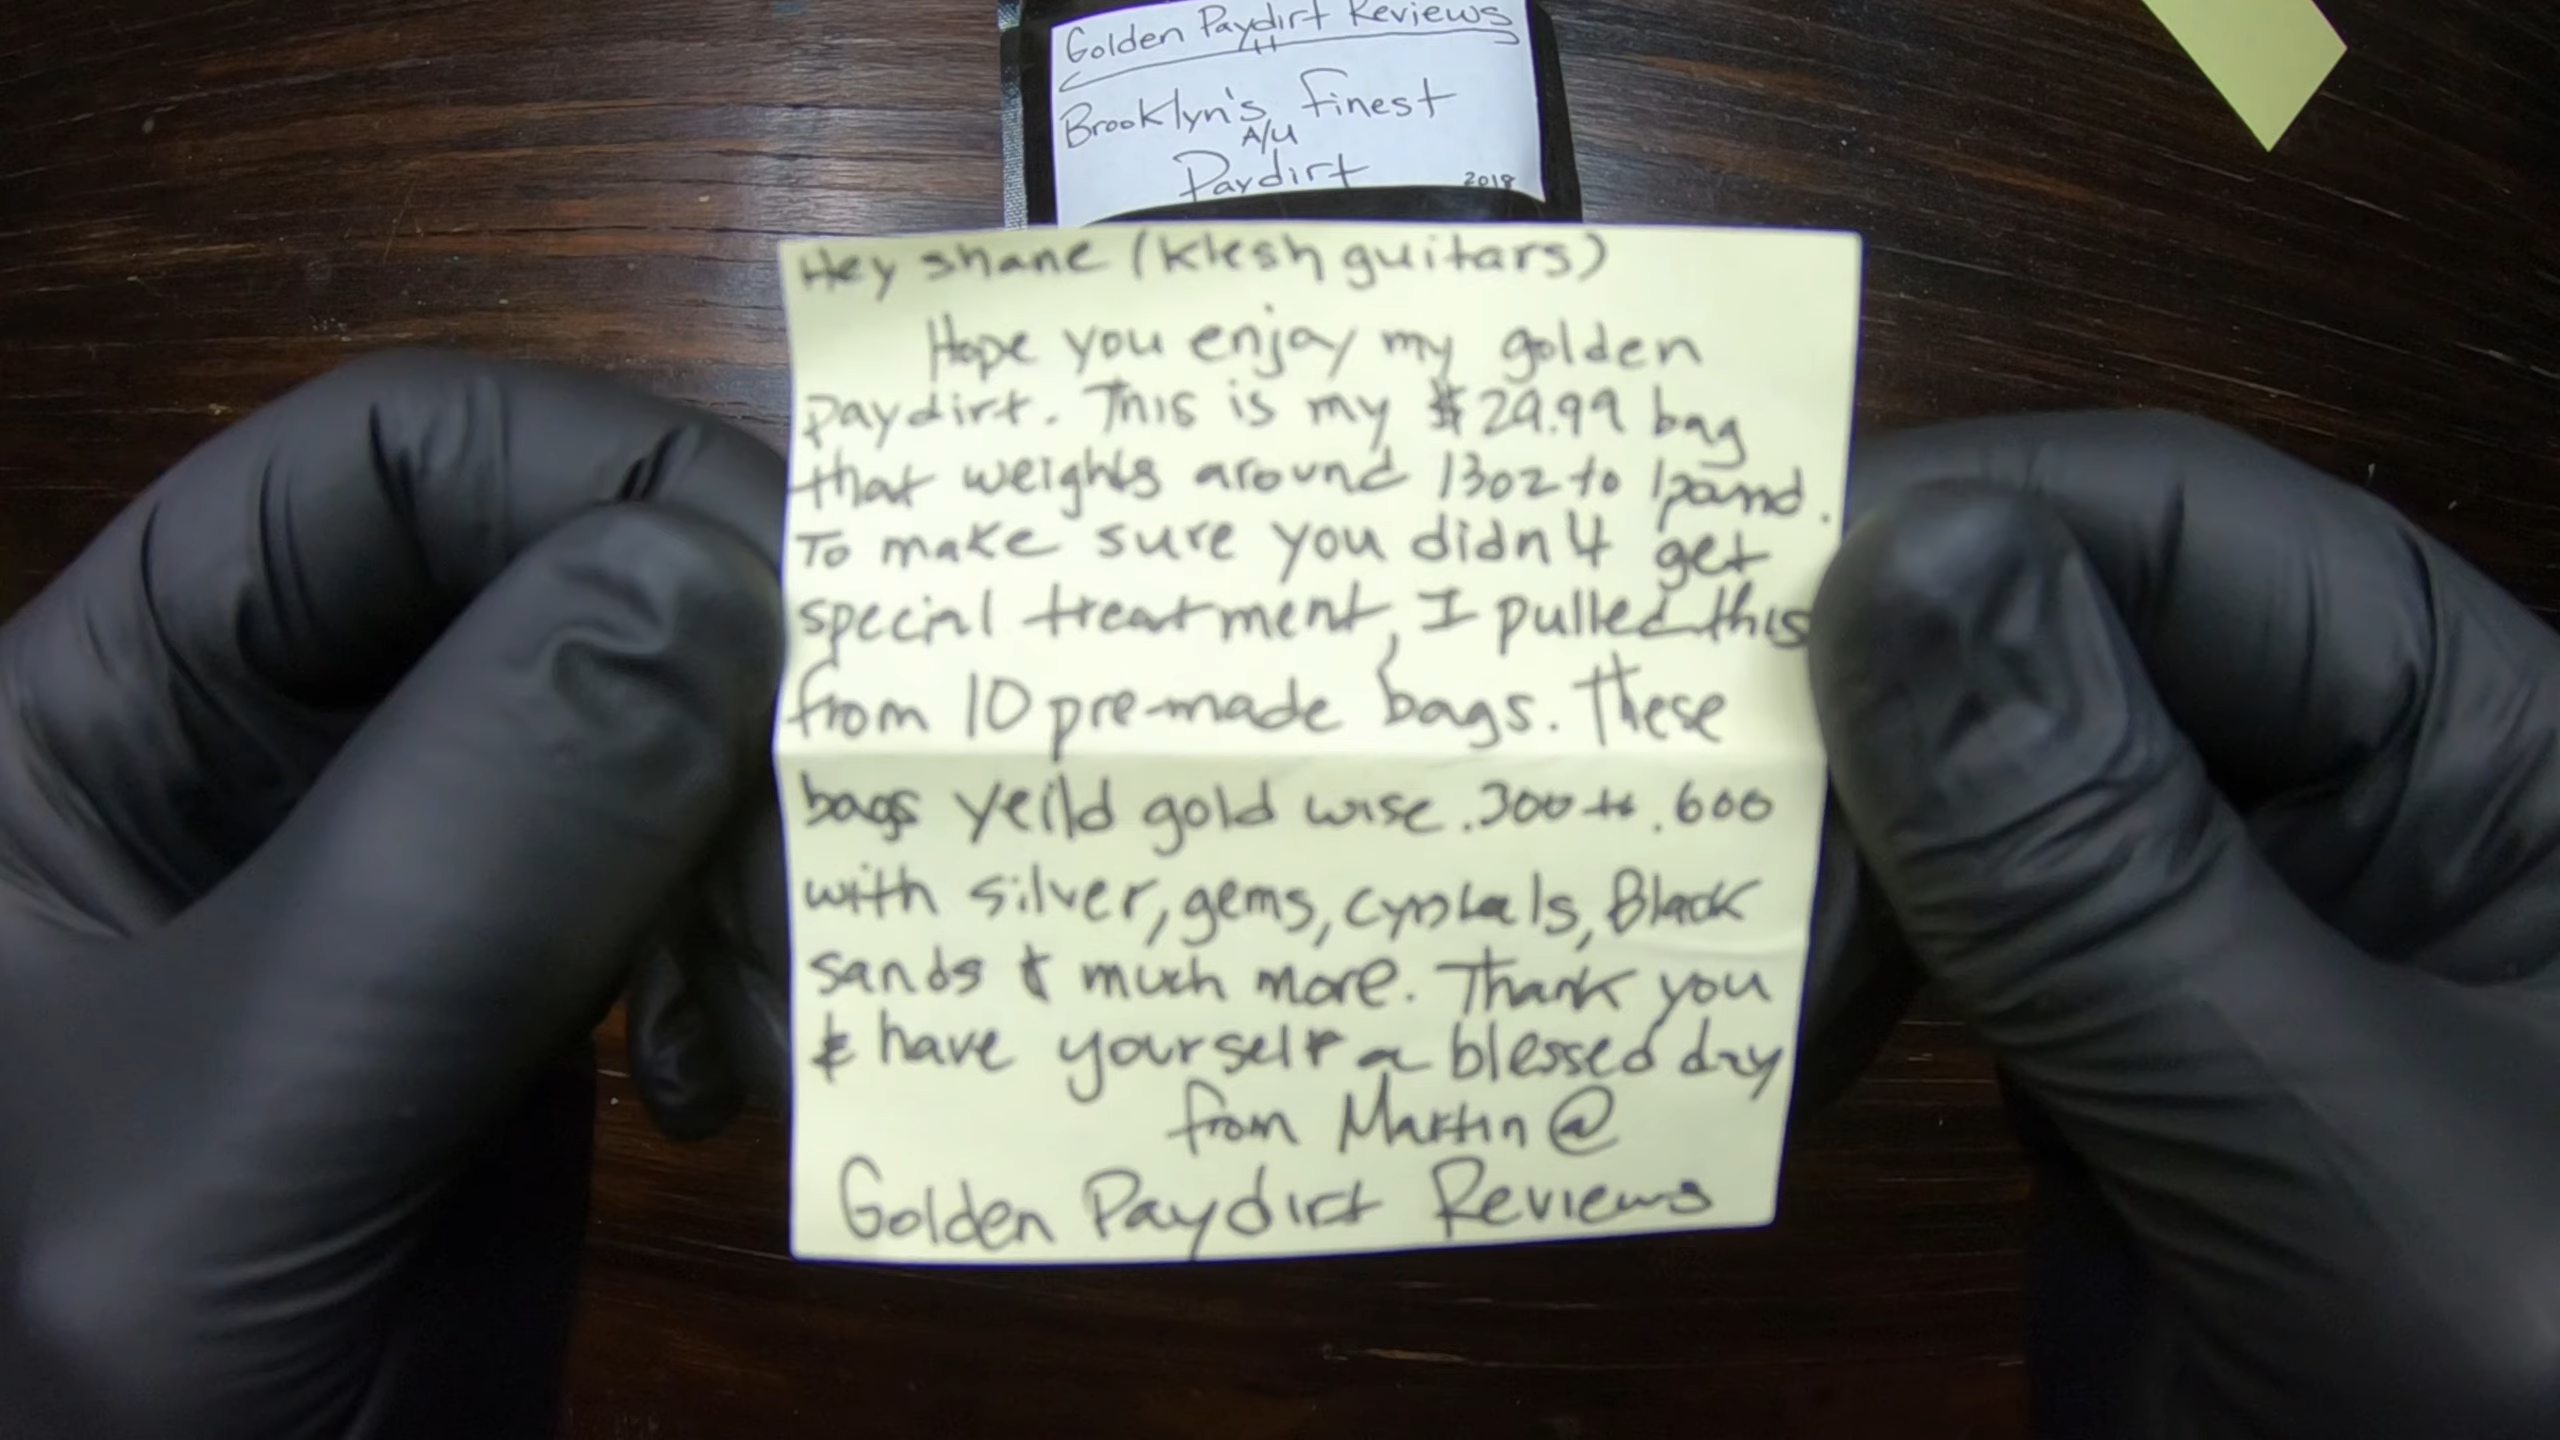 Golden Paydirt Reviews
Brooklyn's finest
A/U
Paydirt 2018
Hey shane (klesh guitars)
Hope you enjoy my golden
paydirt. This is my $29.99 bag
that weighs around 13oz to 1pound.
To make sure you didn't get
special treatment, I pulled this
from 10 pre-made bags. These
bags yeild gold wise .300 to .600
with silver, gems, cyrstals, Black
sands & much more. Thank you
& have yourself a blessed day
from Martin @
Golden Paydirt Reviews